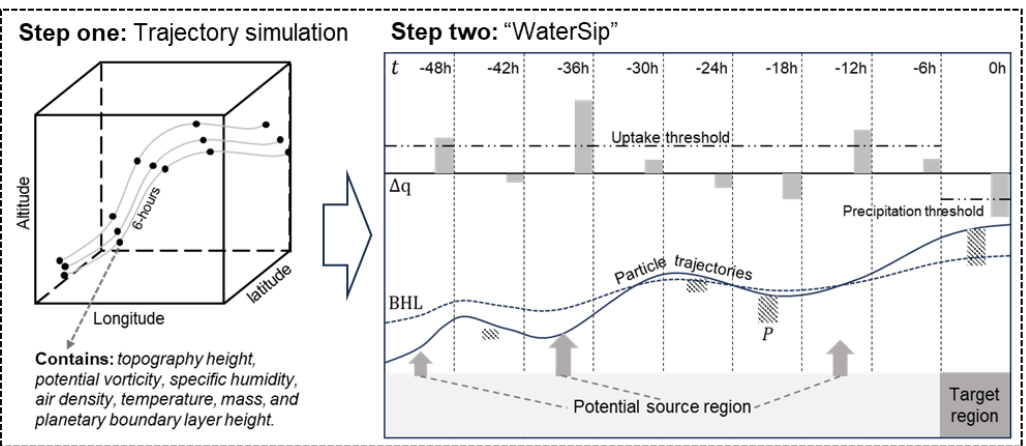 Step one: Trajectory simulation
Altitude
6-hours
Longitude
latitude
Contains: topography height,
potential vorticity, specific humidity,
air density, temperature, mass, and
planetary boundary layer height.
Step two: “WaterSip”
t -48h -42h -36h -30h -24h -18h -12h -6h 0h
Uptake threshold
Δq
Precipitation threshold
Particle trajectories
BHL
P
Potential source region
Target
region